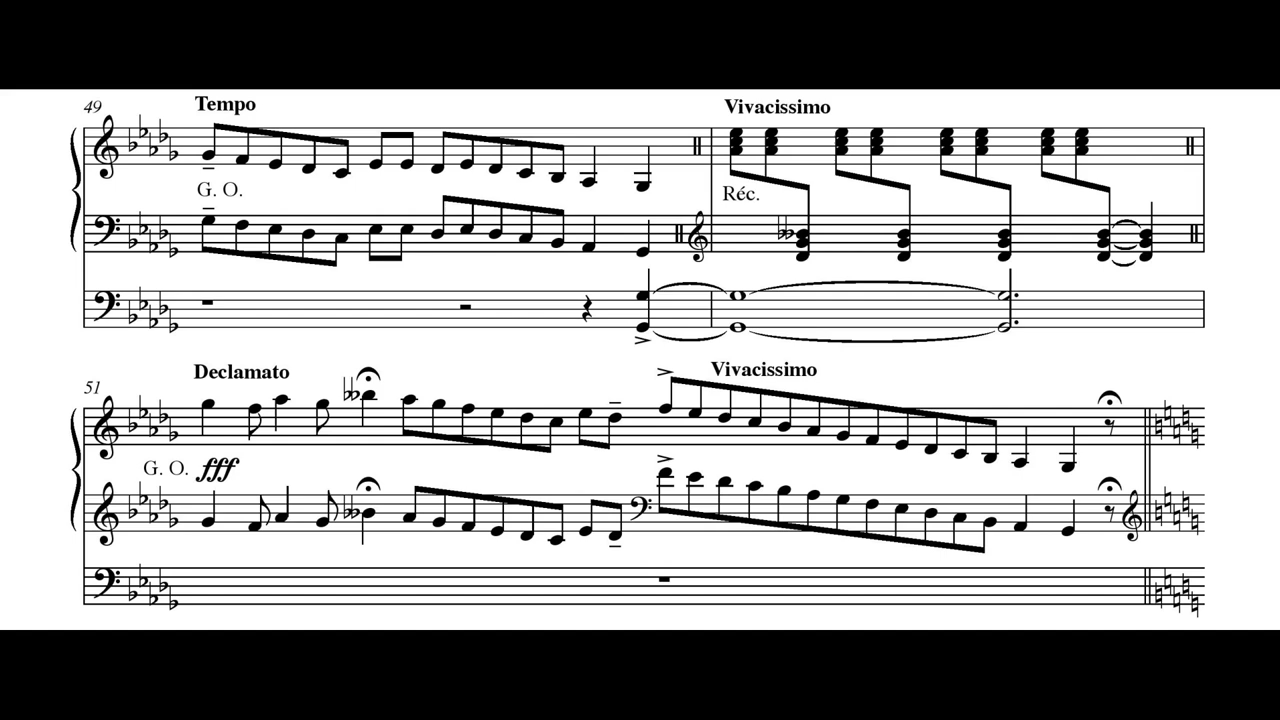 49
Tempo
Vivacissimo
G. O.
Réc.
51
Declamato
Vivacissimo
G. O. fff